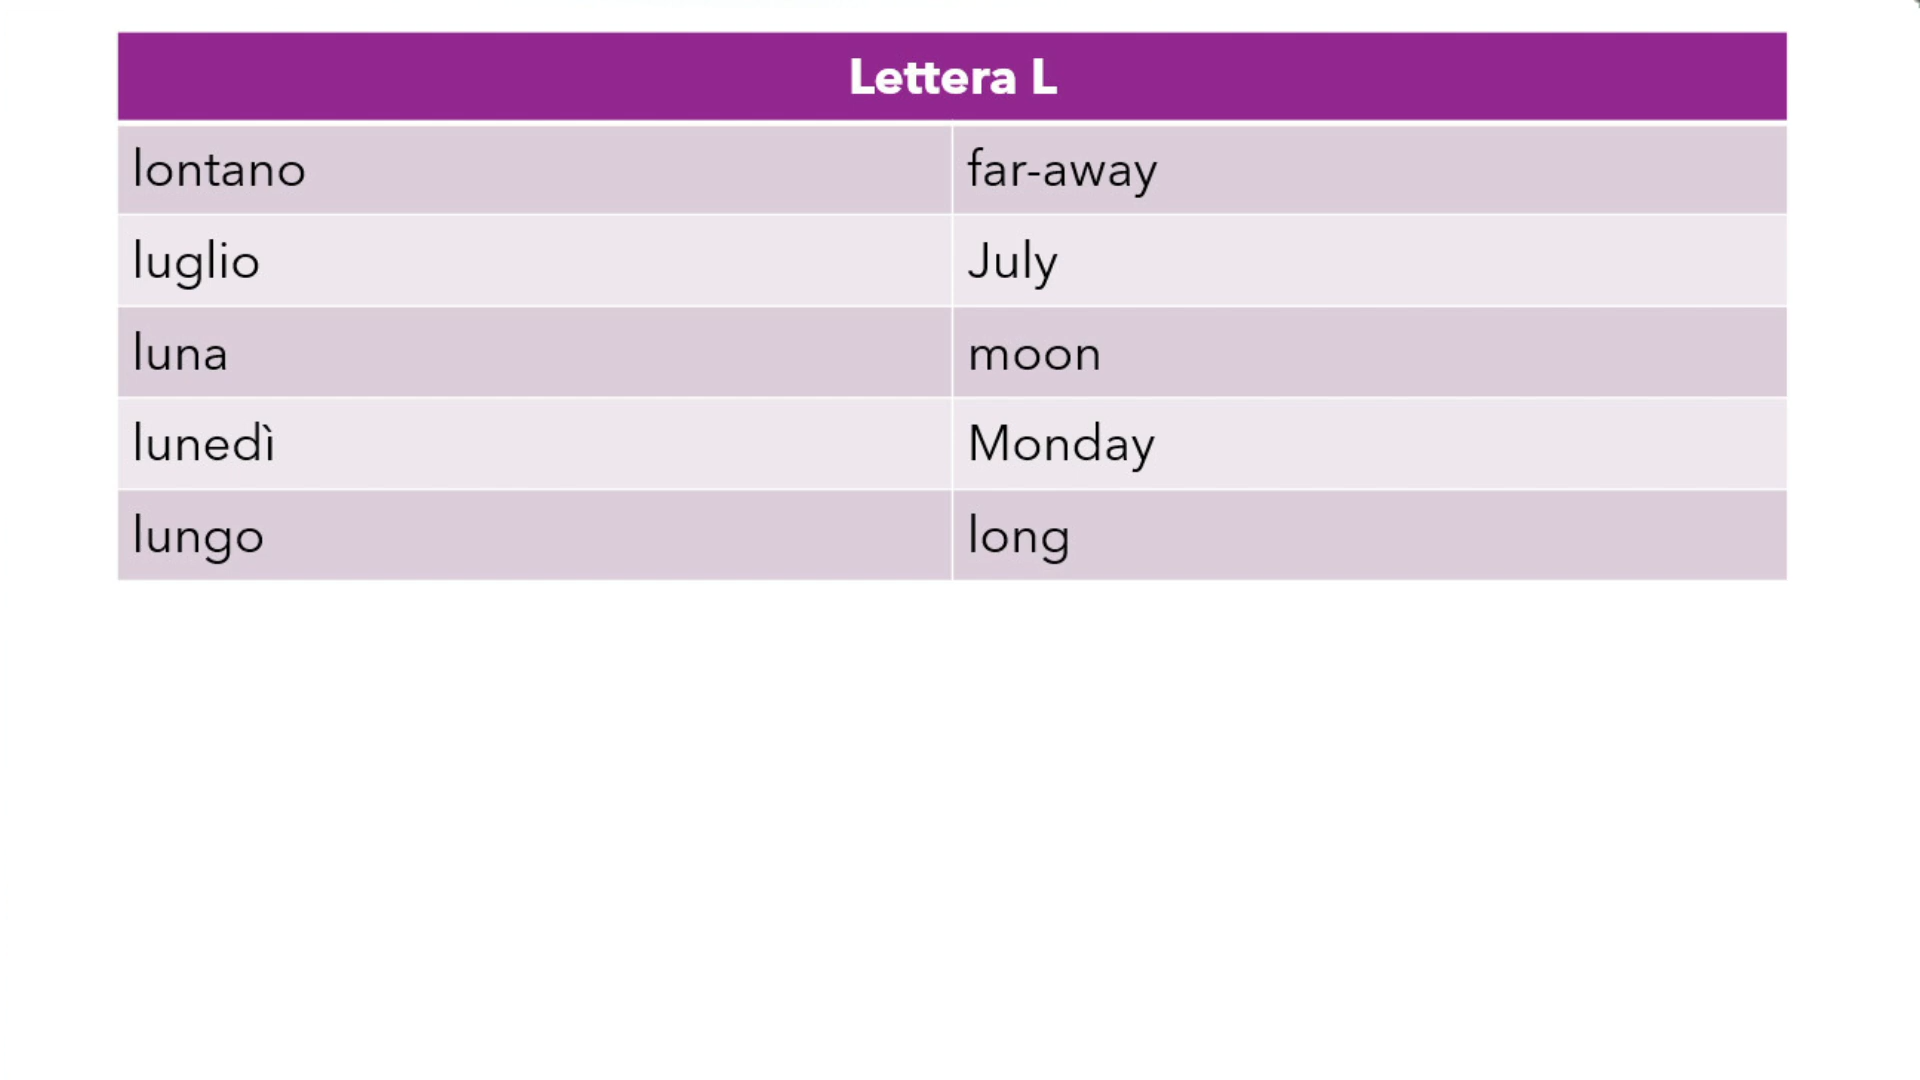 Lettera L
lontano far-away
luglio July
luna moon
lunedì Monday
lungo long